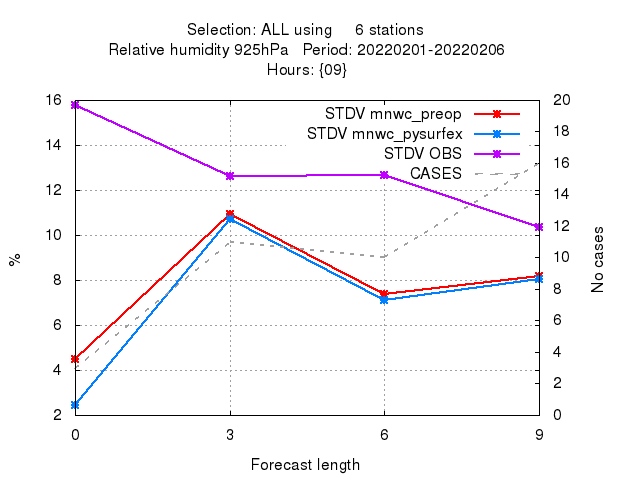 Selection: ALL using     6 stations
Relative humidity 925hPa   Period: 20220201-20220206
Hours: {09}
STDV mnwc_preop
STDV mnwc_pysurfex
STDV OBS
CASES
16
14
12
10
8
6
4
2
%
20
18
16
14
12
10
8
6
4
2
0
No cases
0 3 6 9
Forecast length